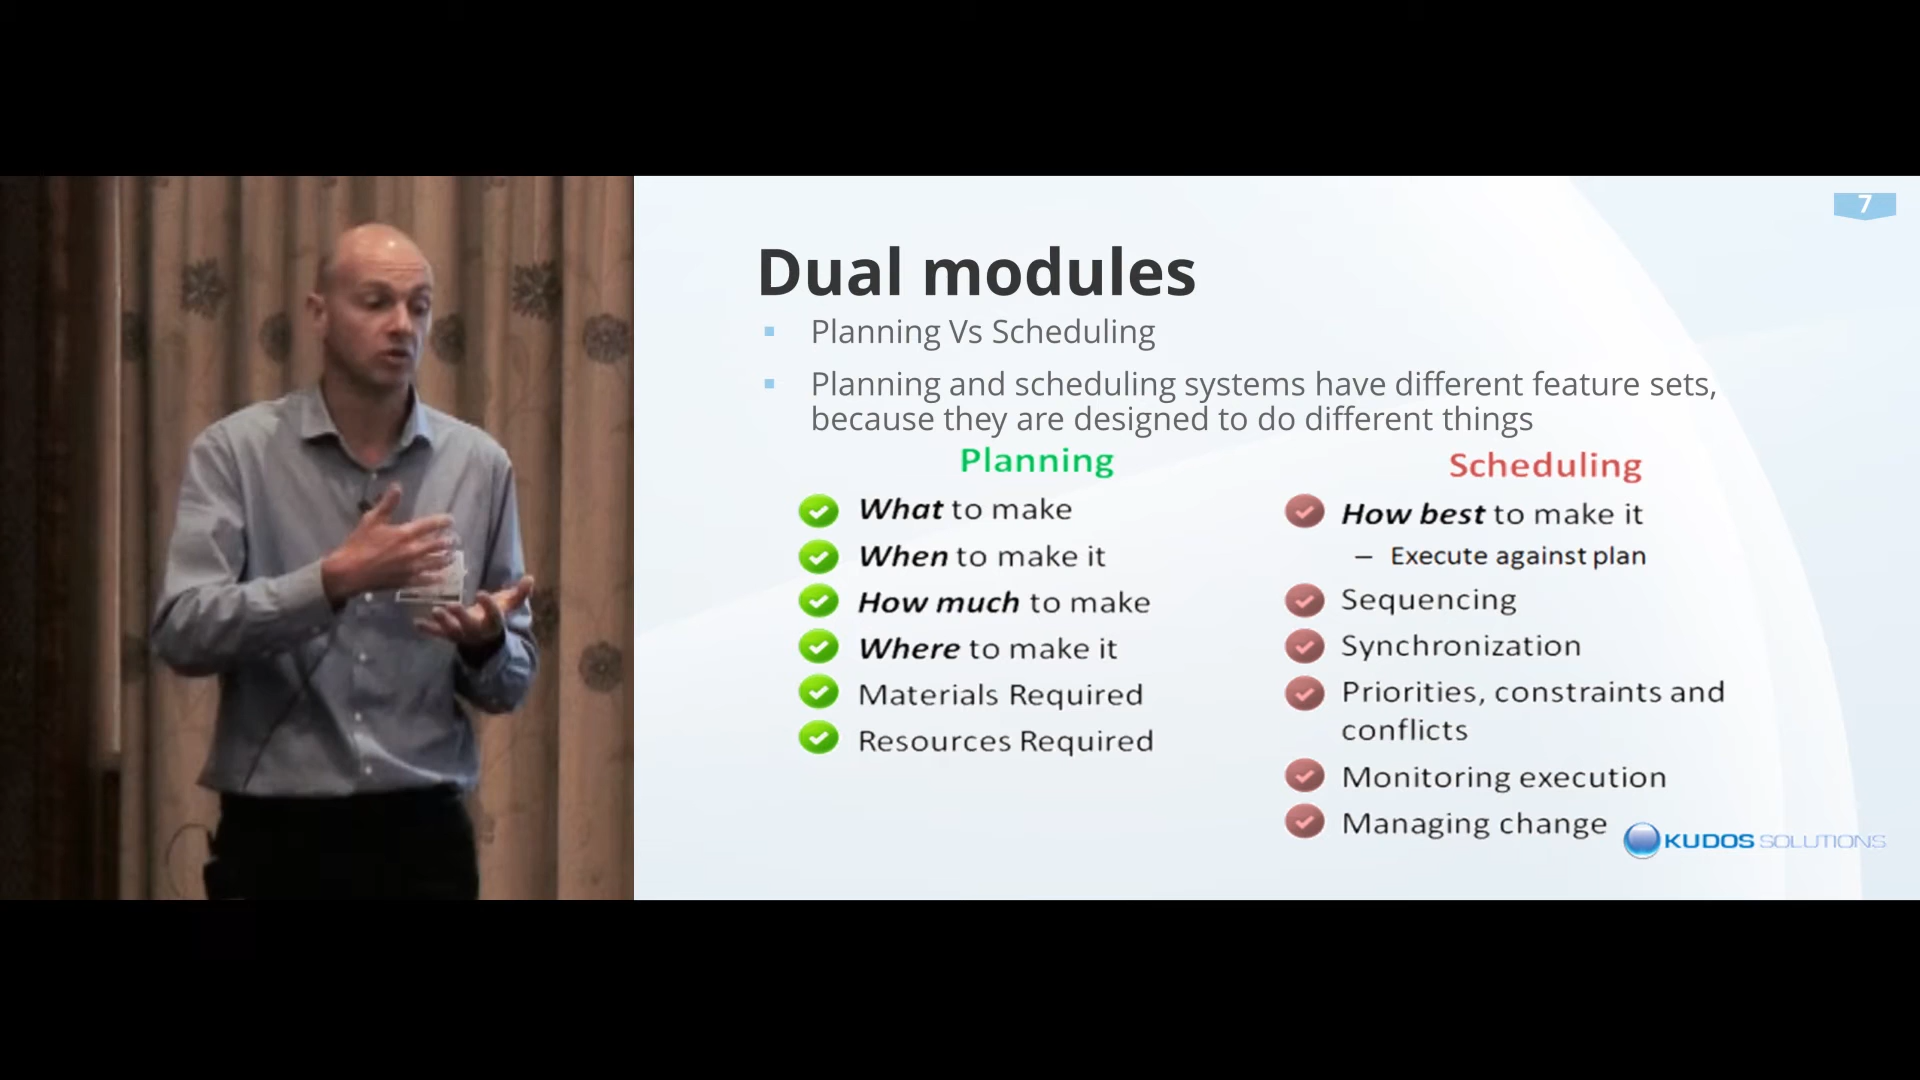 7
Dual modules
Planning Vs Scheduling
Planning and scheduling systems have different feature sets,
because they are designed to do different things
Planning
What to make
When to make it
How much to make
Where to make it
Materials Required
Resources Required
Scheduling
How best to make it
– Execute against plan
Sequencing
Synchronization
Priorities, constraints and
conflicts
Monitoring execution
Managing change
KUDOS SOLUTIONS